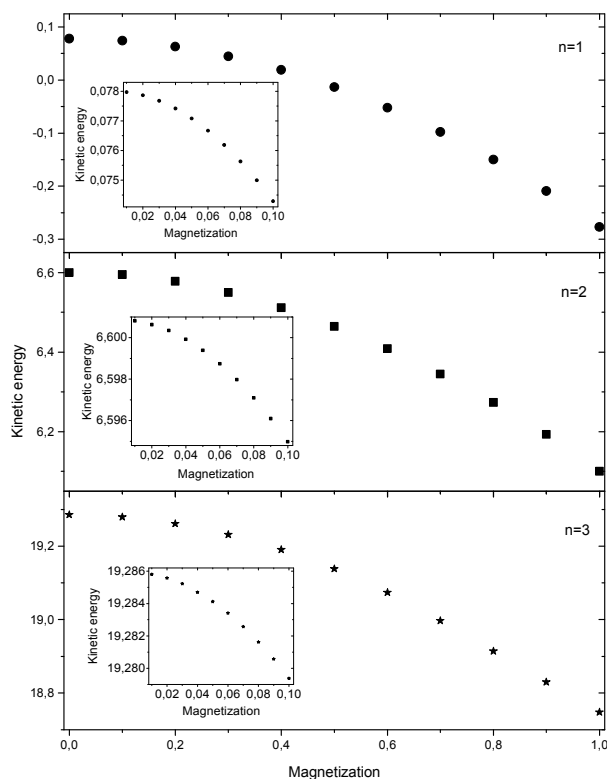 n=1
0,1
0,0
-0,1
-0,2
-0,3
Kinetic energy
0,078
0,077
0,076
0,075
0,02 0,04 0,06 0,08 0,10
Magnetization
n=2
6,6
6,4
6,2
Kinetic energy
Kinetic energy
6,600
6,598
6,596
0,02 0,04 0,06 0,08 0,10
Magnetization
n=3
19,2
19,0
18,8
Kinetic energy
19,286
19,284
19,282
19,280
0,02 0,04 0,06 0,08 0,10
Magnetization
0,0 0,2 0,4 0,6 0,8 1,0
Magnetization